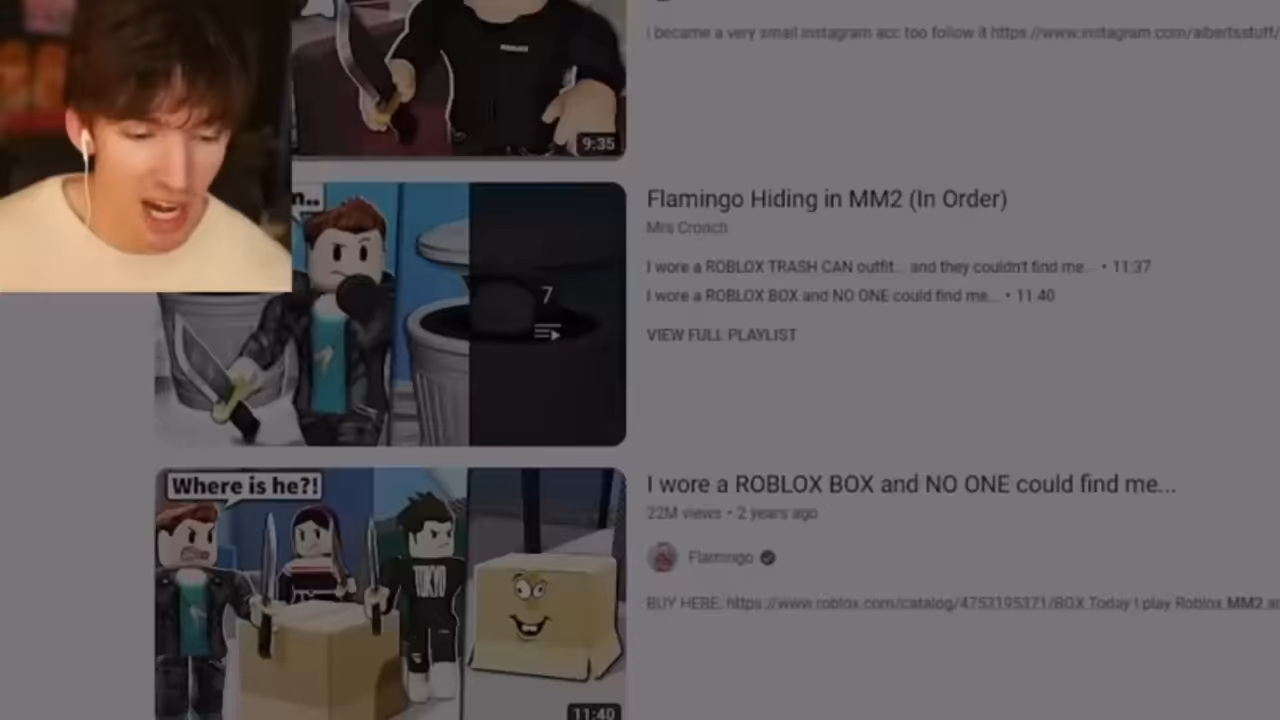 I became a very small instagram acc too follow it https://www.instagram.com/albertsstuff/
9:35
n..
Flamingo Hiding in MM2 (In Order)
Mrs Cronch
I wore a ROBLOX TRASH CAN outfit... and they couldn't find me... • 11:37
I wore a ROBLOX BOX and NO ONE could find me... • 11:40
7
VIEW FULL PLAYLIST
Where is he?!
TOKYO
11:40
I wore a ROBLOX BOX and NO ONE could find me...
22M views • 2 years ago
Flamingo
BUY HERE: https://www.roblox.com/catalog/4753195371/BOX Today I play Roblox MM2 a